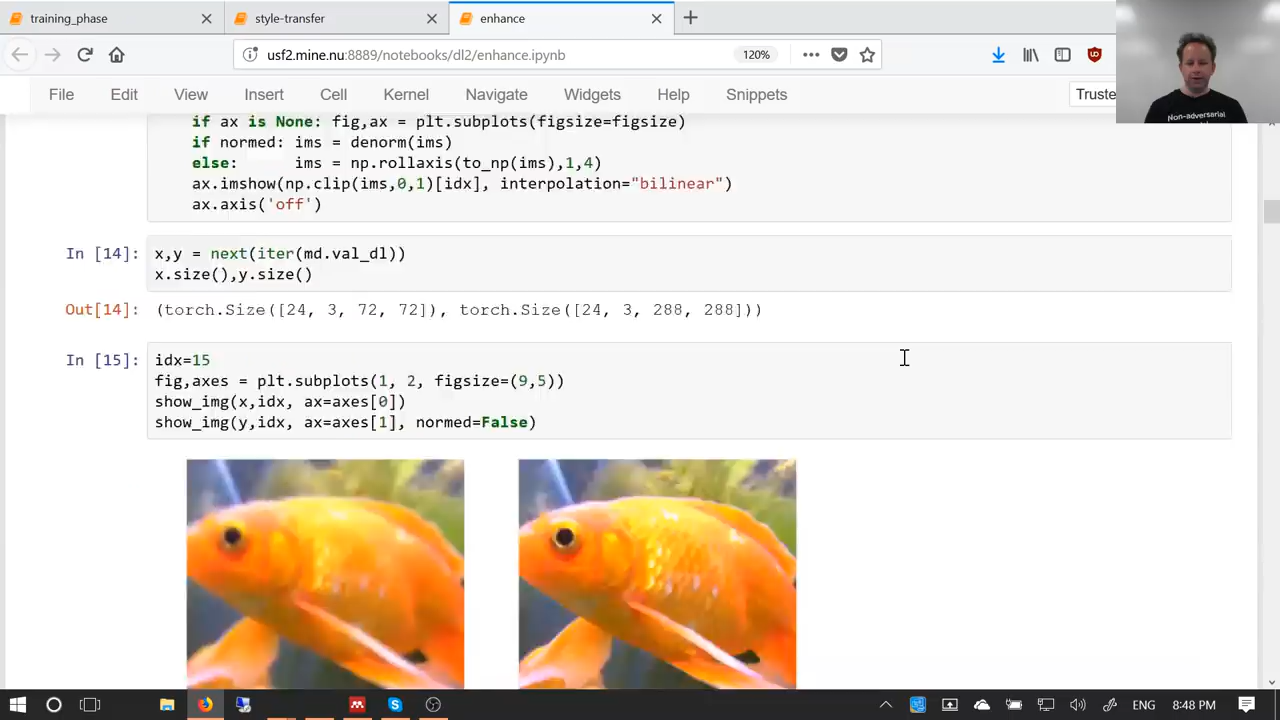 training_phase
style-transfer
enhance
usf2.mine.nu:8889/notebooks/dl2/enhance.ipynb
120%
File Edit View Insert Cell Kernel Navigate Widgets Help Snippets
Truste
Non-adverserial
if ax is None: fig,ax = plt.subplots(figsize=figsize)
if normed: ims = denorm(ims)
else:      ims = np.rollaxis(to_np(ims),1,4)
ax.imshow(np.clip(ims,0,1)[idx], interpolation="bilinear")
ax.axis('off')
In [14]:
x,y = next(iter(md.val_dl))
x.size(),y.size()
Out[14]:
(torch.Size([24, 3, 72, 72]), torch.Size([24, 3, 288, 288]))
In [15]:
idx=15
fig,axes = plt.subplots(1, 2, figsize=(9,5))
show_img(x,idx, ax=axes[0])
show_img(y,idx, ax=axes[1], normed=False)
ENG
8:48 PM